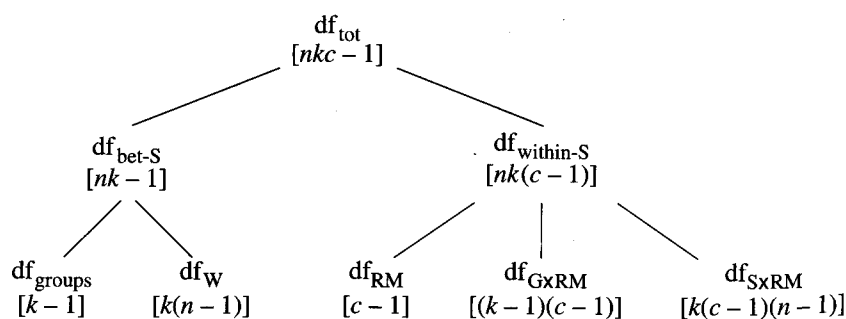 df_tot
[nkc – 1]
df_bet-S
[nk – 1]
df_within-S
[nk(c – 1)]
df_groups df_W df_RM df_GxRM df_SxRM
[k – 1] [k(n – 1)] [c – 1] [(k – 1)(c – 1)] [k(c – 1)(n – 1)]